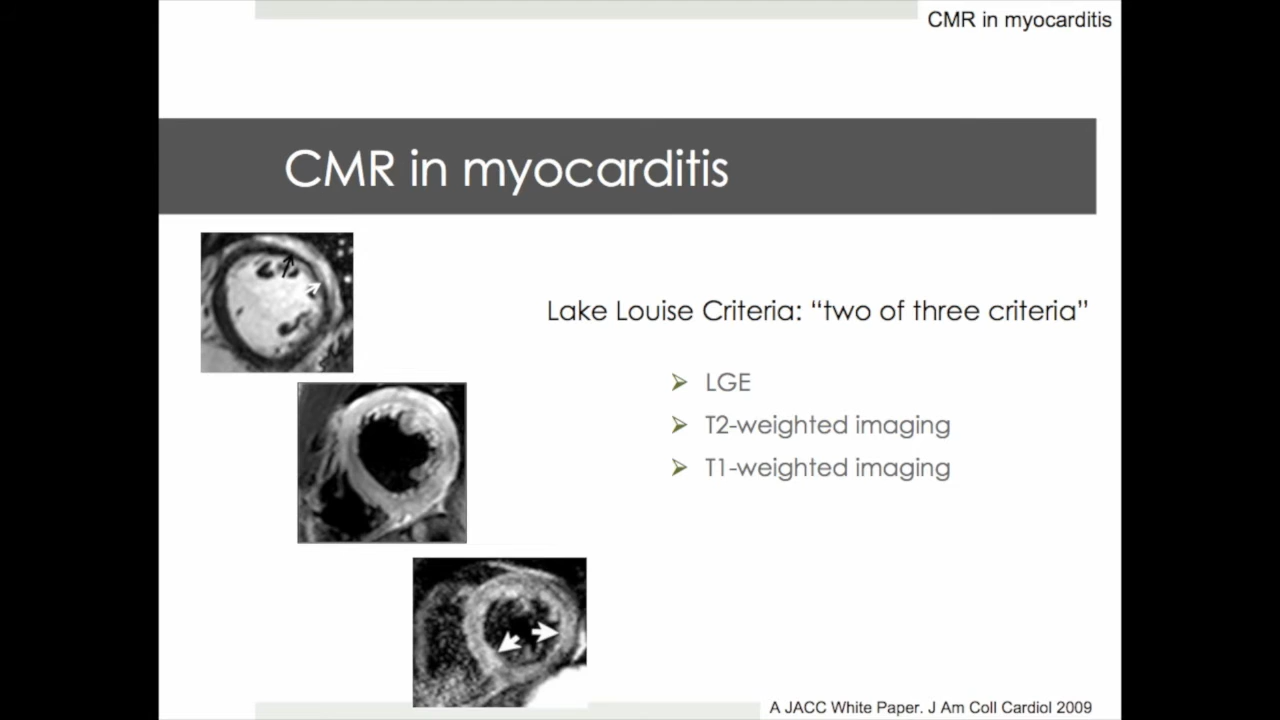 CMR in myocarditis
CMR in myocarditis
Lake Louise Criteria: “two of three criteria”
LGE
T2-weighted imaging
T1-weighted imaging
A JACC White Paper. J Am Coll Cardiol 2009